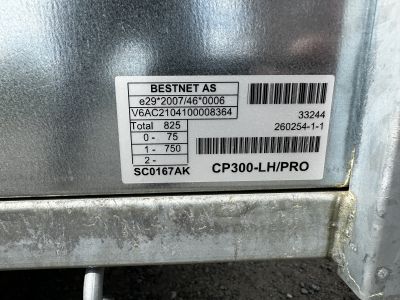 BESTNET AS
e29*2007/46*0006
V6AC2104100008364
Total 825
0 - 75
1 - 750
2 -
SC0167AK
33244
260254-1-1
CP300-LH/PRO